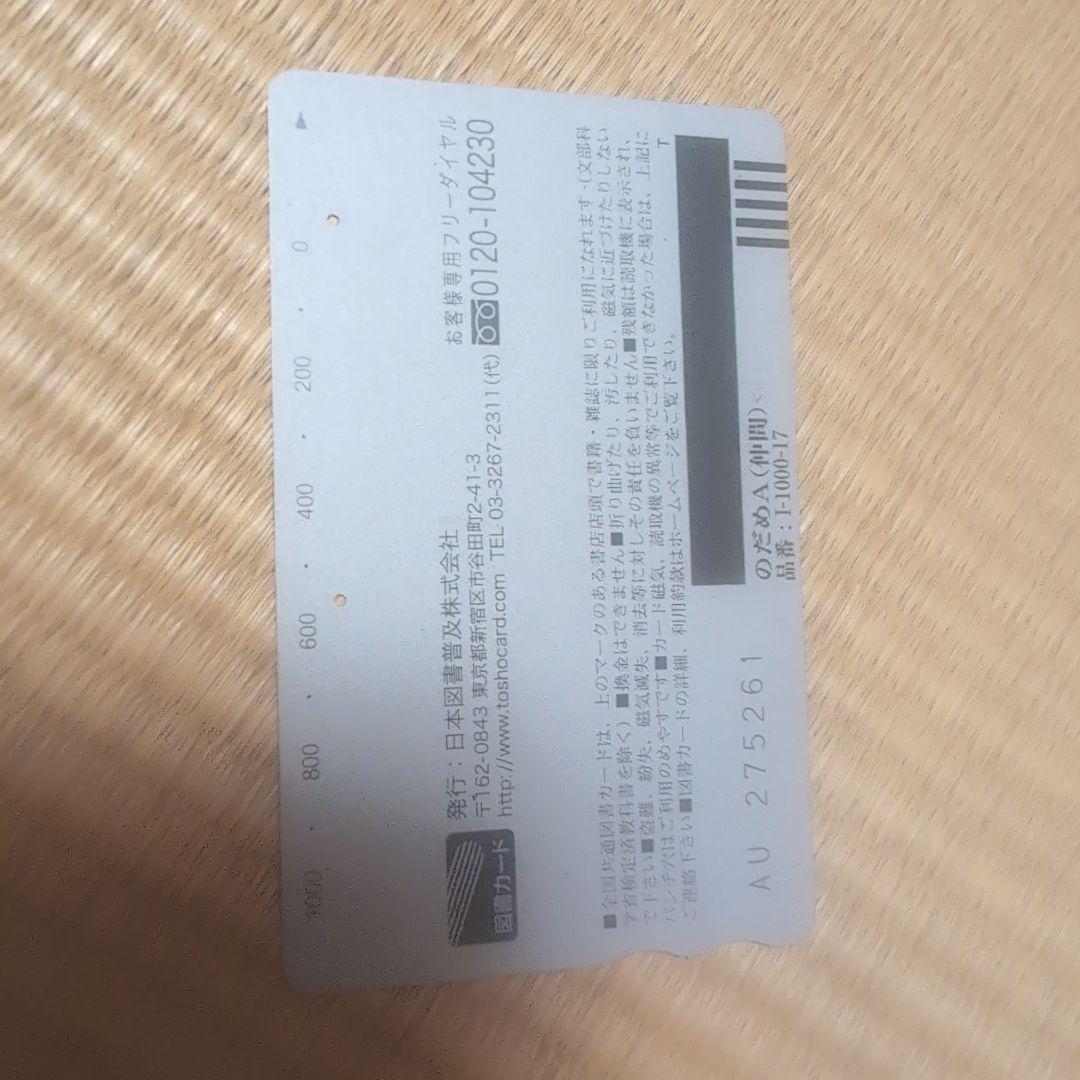 1000 ・ 800 ・ 600 ・ 400 ・ 200 ・ 0
図書カード
発行：日本図書普及株式会社
〒162-0843 東京都新宿区市谷田町2-41-3
http://www.toshocard.com TEL 03-3267-2311(代)
お客様専用フリーダイヤル
0120-104230
■全国共通図書カードは、上のマークのある書店店頭で書籍・雑誌に限りご利用になれます・(文部科
学省検定済教科書を除く)■換金はできません■折り曲げたり、汚したり、磁気に近づけたりしない
で下さい■盗難、紛失、磁気減失、消去等に対しその責任を負いません■残額は読取機に表示され、
パンチ穴はご利用のめやすです■カード磁気、読取機の異常等でご利用できなかった場合は、上記に
ご連絡下さい■図書カードの詳細、利用約款はホームページをご覧下さい。
T
AU 275261
のだめA(仲間)
品番：I-1000-17